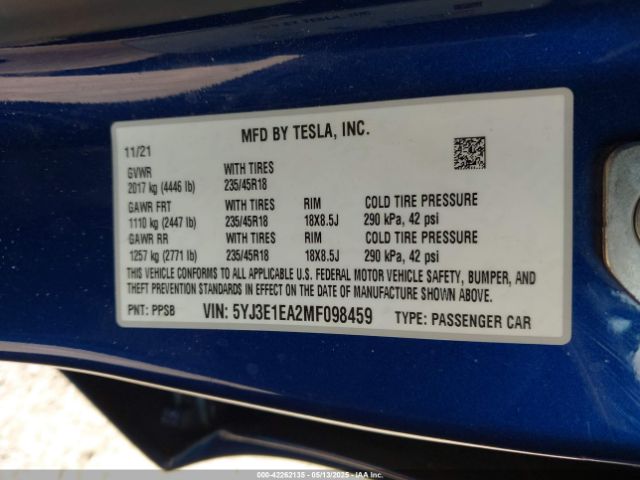 MFD BY TESLA, INC.
11/21
GVWR WITH TIRES
2017 kg (4446 lb) 235/45R18
GAWR FRT WITH TIRES RIM COLD TIRE PRESSURE
1110 kg (2447 lb) 235/45R18 18X8.5J 290 kPa, 42 psi
GAWR RR WITH TIRES RIM COLD TIRE PRESSURE
1257 kg (2771 lb) 235/45R18 18X8.5J 290 kPa, 42 psi
THIS VEHICLE CONFORMS TO ALL APPLICABLE U.S. FEDERAL MOTOR VEHICLE SAFETY, BUMPER, AND
THEFT PREVENTION STANDARDS IN EFFECT ON THE DATE OF MANUFACTURE SHOWN ABOVE.
PNT: PPSB VIN: 5YJ3E1EA2MF098459 TYPE: PASSENGER CAR
000-42262135 - 05/13/2025 - IAAI.COM